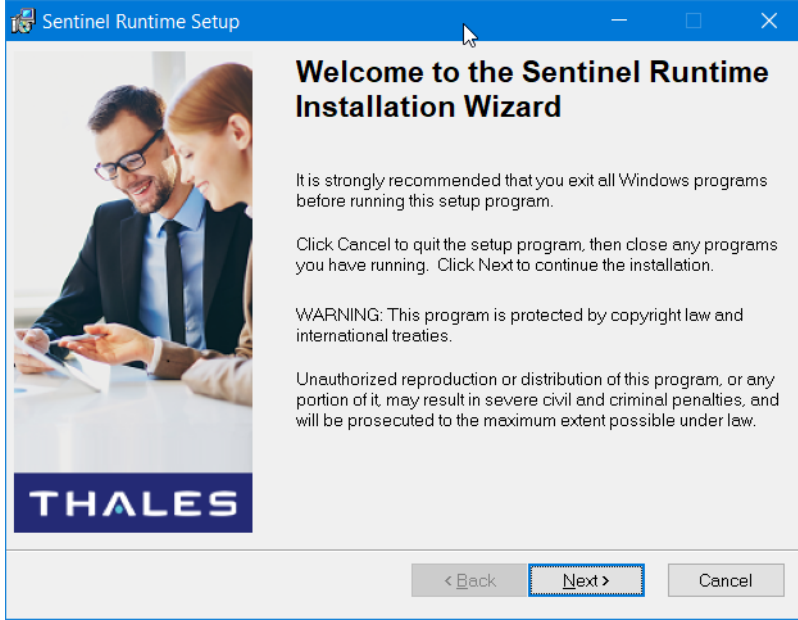 Sentinel Runtime Setup
Welcome to the Sentinel Runtime
Installation Wizard
It is strongly recommended that you exit all Windows programs
before running this setup program.
Click Cancel to quit the setup program, then close any programs
you have running.  Click Next to continue the installation.
WARNING: This program is protected by copyright law and
international treaties.
Unauthorized reproduction or distribution of this program, or any
portion of it, may result in severe civil and criminal penalties, and
will be prosecuted to the maximum extent possible under law.
THALES
< Back
Next >
Cancel